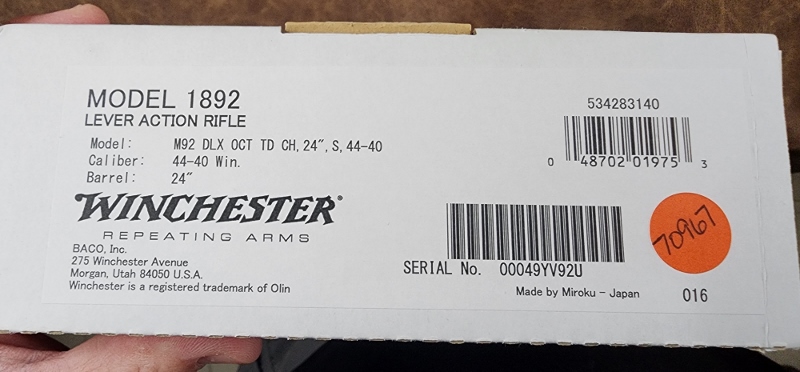 MODEL 1892
LEVER ACTION RIFLE
Model: M92 DLX OCT TD CH, 24″, S, 44-40
Caliber: 44-40 Win.
Barrel: 24″
WINCHESTER®
REPEATING ARMS
BACO, Inc.
275 Winchester Avenue
Morgan, Utah 84050 U.S.A.
Winchester is a registered trademark of Olin
534283140
0 48702 01975 3
70967
SERIAL No. 00049YV92U
Made by Miroku - Japan
016